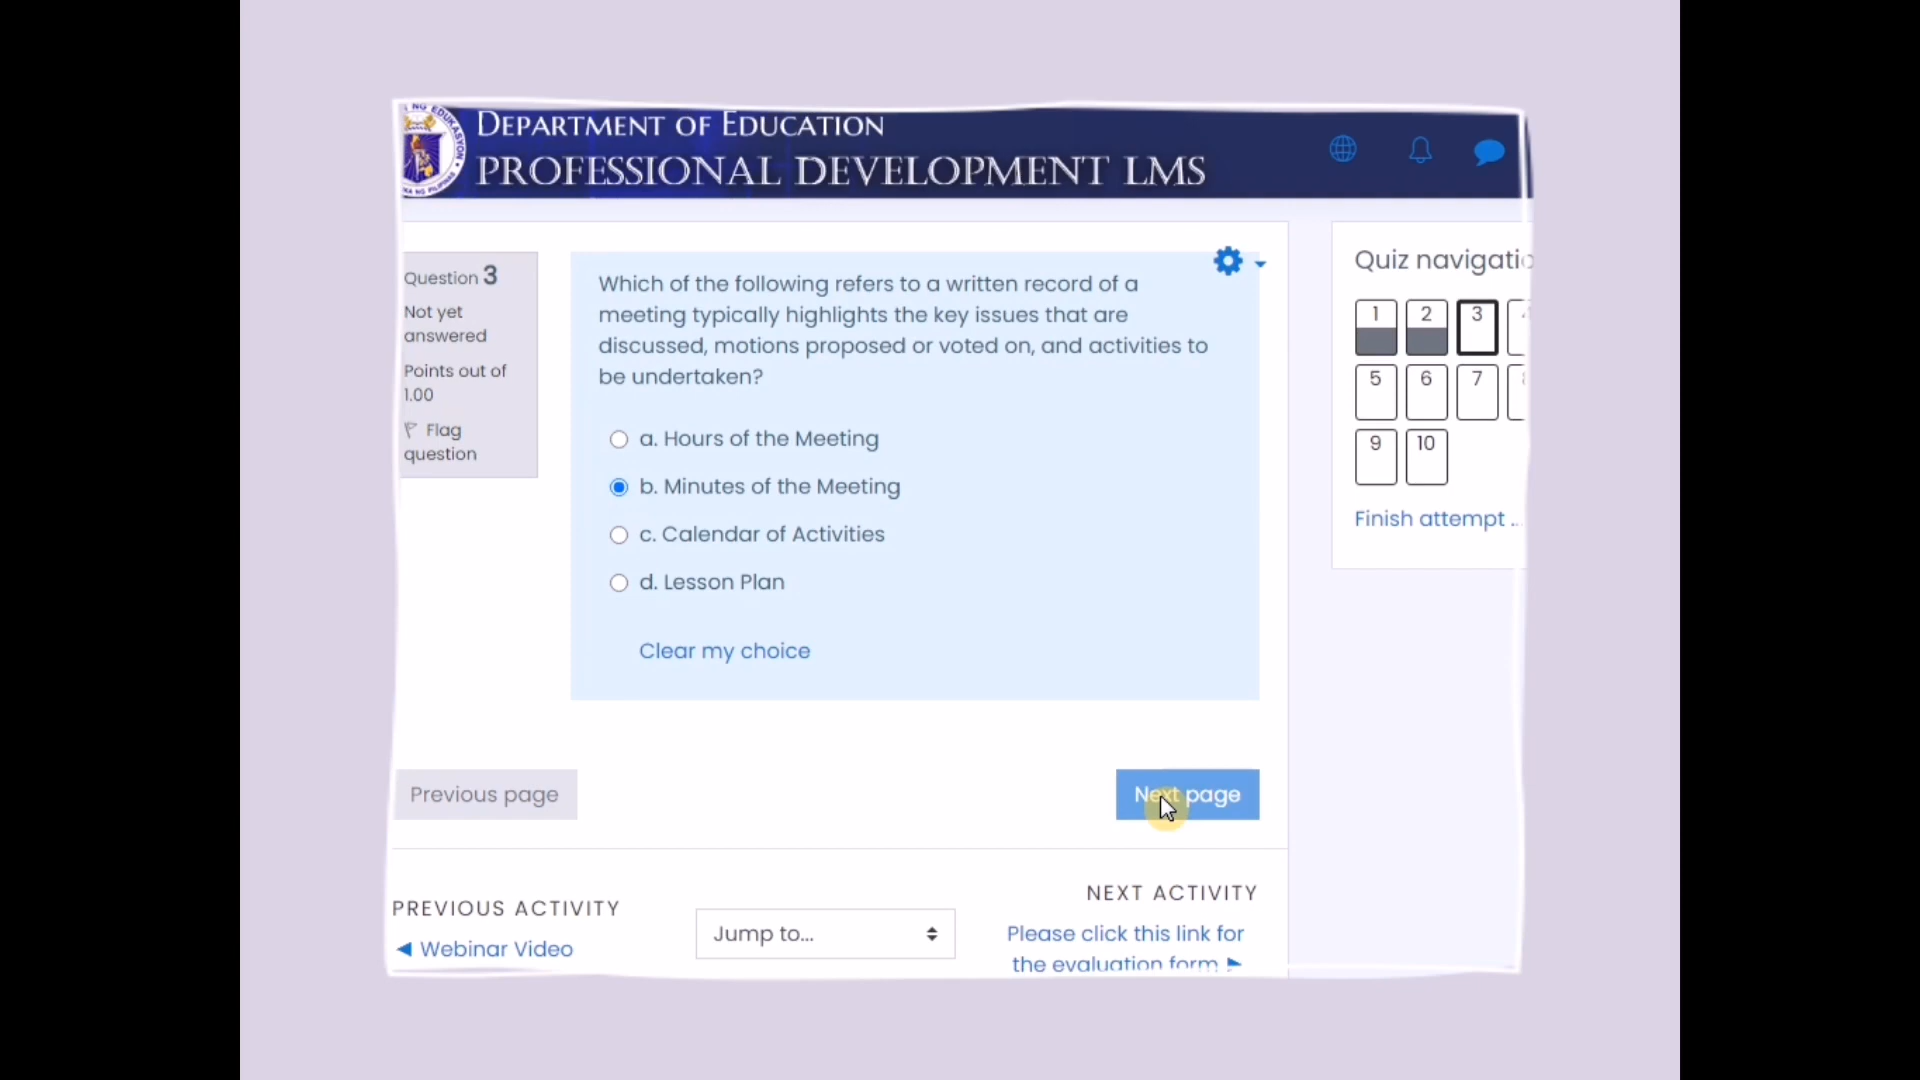 DEPARTMENT OF EDUCATION
PROFESSIONAL DEVELOPMENT LMS
Question 3
Not yet
answered
Points out of
1.00
Flag
question
Which of the following refers to a written record of a
meeting typically highlights the key issues that are
discussed, motions proposed or voted on, and activities to
be undertaken?
a. Hours of the Meeting
b. Minutes of the Meeting
c. Calendar of Activities
d. Lesson Plan
Clear my choice
Quiz navigatio
1 2 3
5 6 7
9 10
Finish attempt ...
Previous page
Next page
PREVIOUS ACTIVITY
◄ Webinar Video
Jump to...
NEXT ACTIVITY
Please click this link for
the evaluation form ►